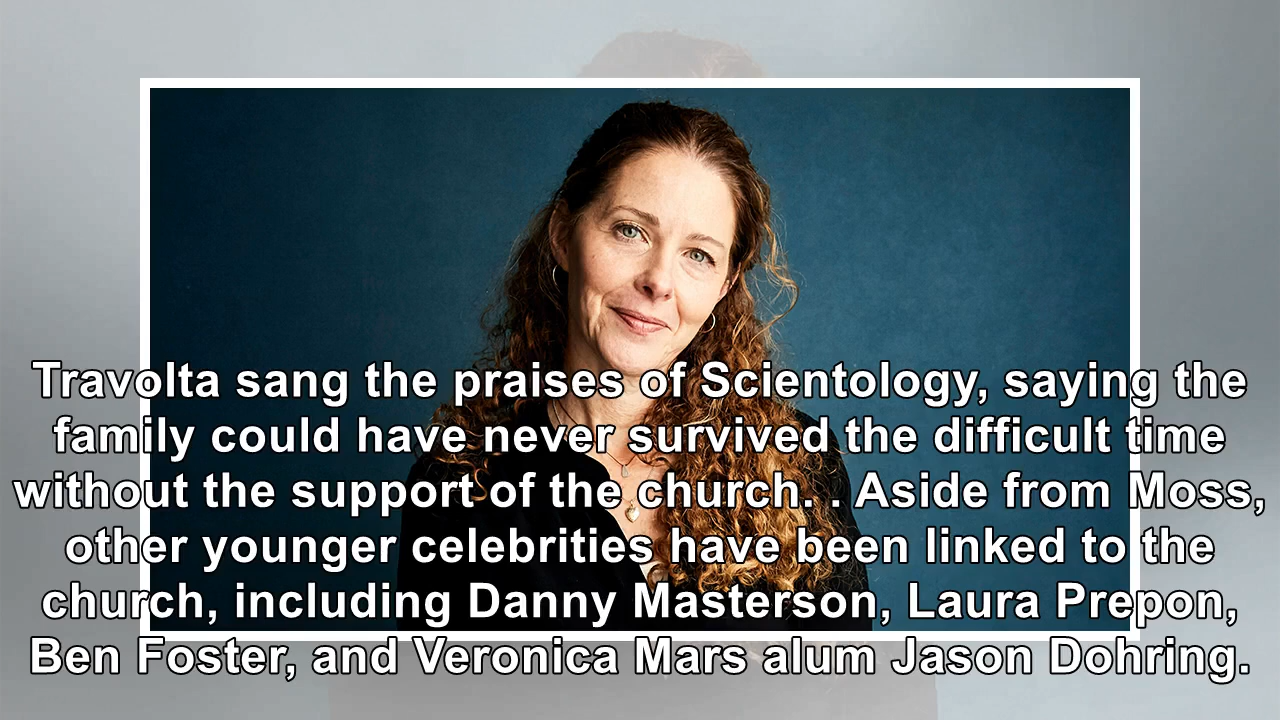 Travolta sang the praises of Scientology, saying the
family could have never survived the difficult time
without the support of the church. . Aside from Moss,
other younger celebrities have been linked to the
church, including Danny Masterson, Laura Prepon,
Ben Foster, and Veronica Mars alum Jason Dohring.